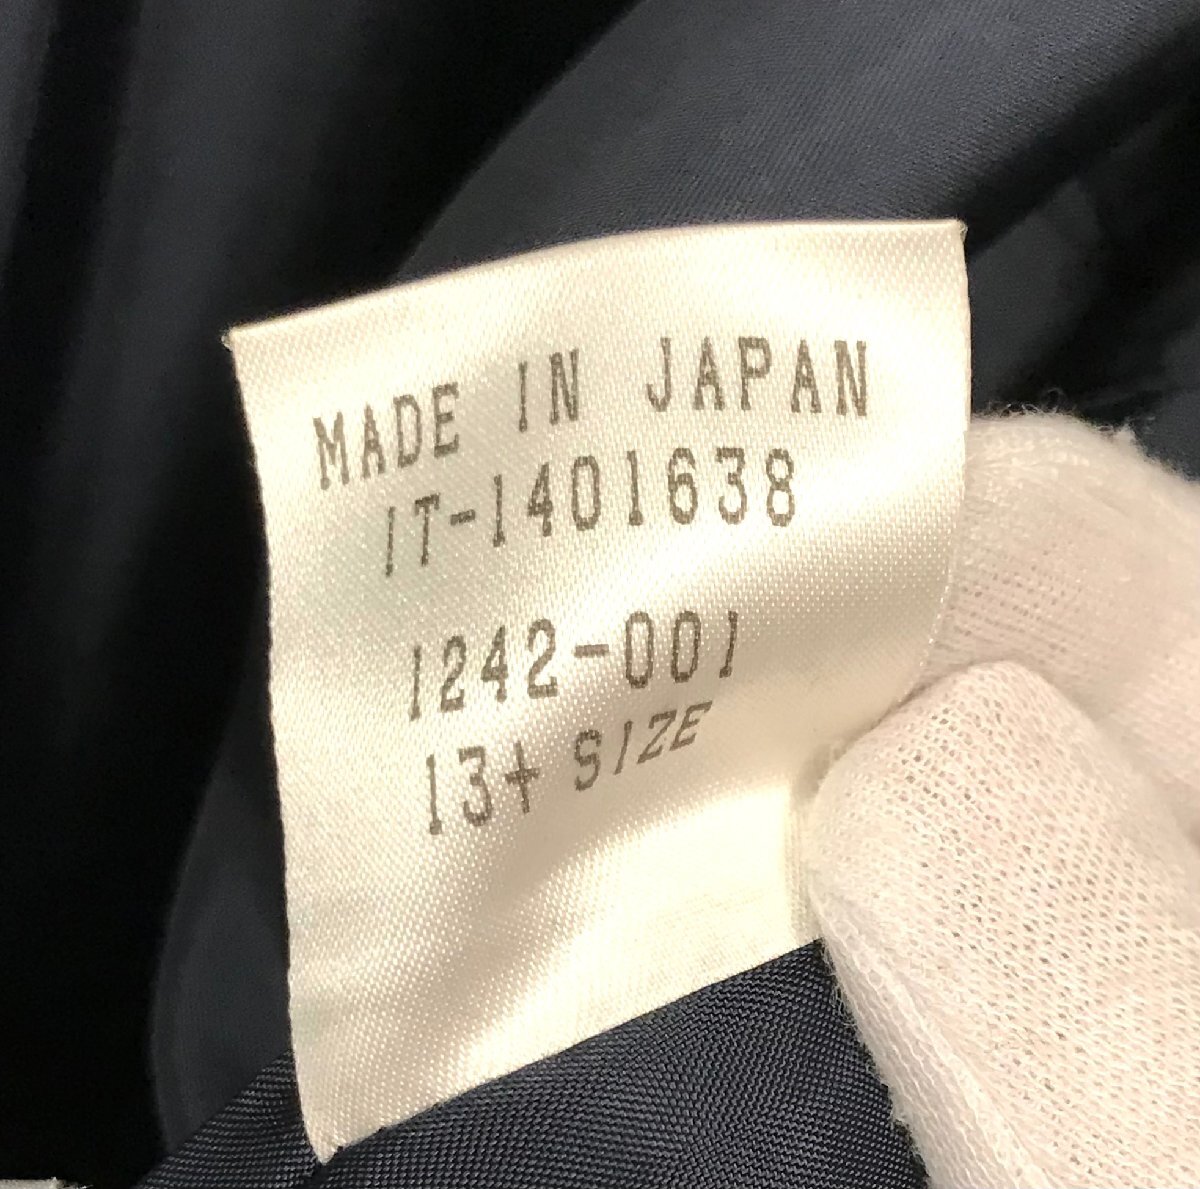 MADE IN JAPAN
IT-1401638
1242-001
13+ SIZE